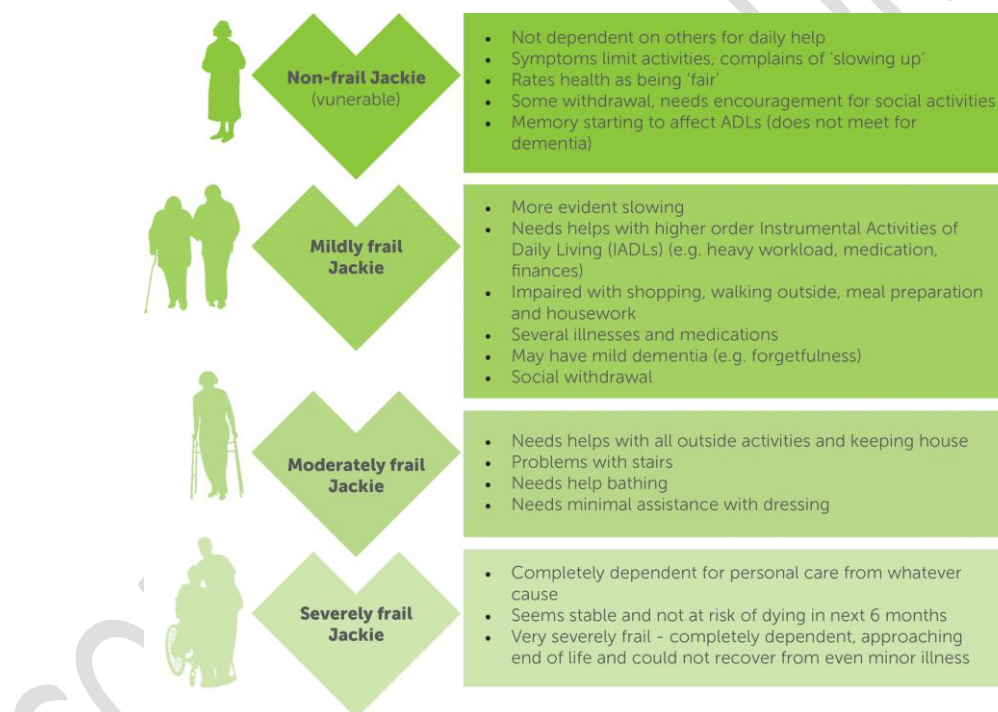 Non-frail Jackie
(vunerable)
• Not dependent on others for daily help
• Symptoms limit activities, complains of ‘slowing up’
• Rates health as being ‘fair’
• Some withdrawal, needs encouragement for social activities
• Memory starting to affect ADLs (does not meet for
dementia)
Mildly frail
Jackie
• More evident slowing
• Needs helps with higher order Instrumental Activities of
Daily Living (IADLs) (e.g. heavy workload, medication,
finances)
• Impaired with shopping, walking outside, meal preparation
and housework
• Several illnesses and medications
• May have mild dementia (e.g. forgetfulness)
• Social withdrawal
Moderately frail
Jackie
• Needs helps with all outside activities and keeping house
• Problems with stairs
• Needs help bathing
• Needs minimal assistance with dressing
Severely frail
Jackie
• Completely dependent for personal care from whatever
cause
• Seems stable and not at risk of dying in next 6 months
• Very severely frail - completely dependent, approaching
end of life and could not recover from even minor illness